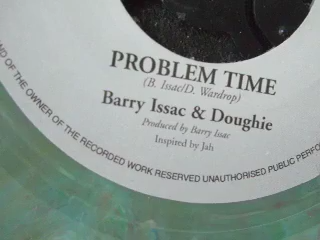 PROBLEM TIME
(B. Issac/D. Wardrop)
Barry Issac & Doughie
Produced by Barry Issac
Inspired by Jah
AND OF THE OWNER OF THE RECORDED WORK RESERVED UNAUTHORISED PUBLIC